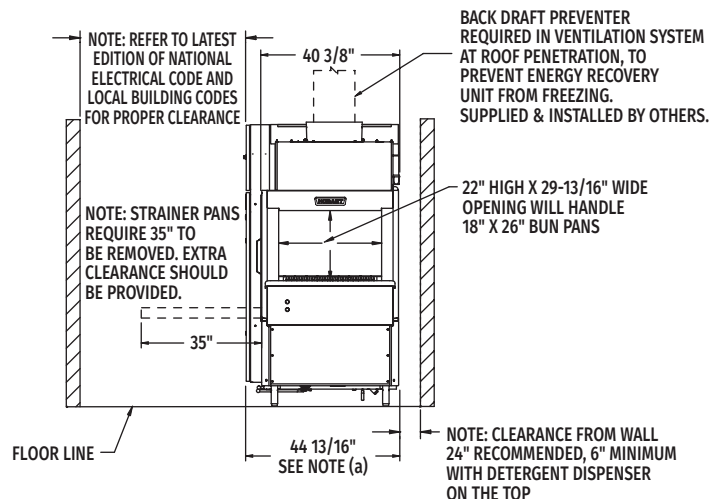 NOTE: REFER TO LATEST
EDITION OF NATIONAL
ELECTRICAL CODE AND
LOCAL BUILDING CODES
FOR PROPER CLEARANCE
40 3/8"
BACK DRAFT PREVENTER
REQUIRED IN VENTILATION SYSTEM
AT ROOF PENETRATION, TO
PREVENT ENERGY RECOVERY
UNIT FROM FREEZING.
SUPPLIED & INSTALLED BY OTHERS.
HOBART
22" HIGH X 29-13/16" WIDE
OPENING WILL HANDLE
18" X 26" BUN PANS
NOTE: STRAINER PANS
REQUIRE 35" TO
BE REMOVED. EXTRA
CLEARANCE SHOULD
BE PROVIDED.
35"
FLOOR LINE
44 13/16"
SEE NOTE (a)
NOTE: CLEARANCE FROM WALL
24" RECOMMENDED, 6" MINIMUM
WITH DETERGENT DISPENSER
ON THE TOP